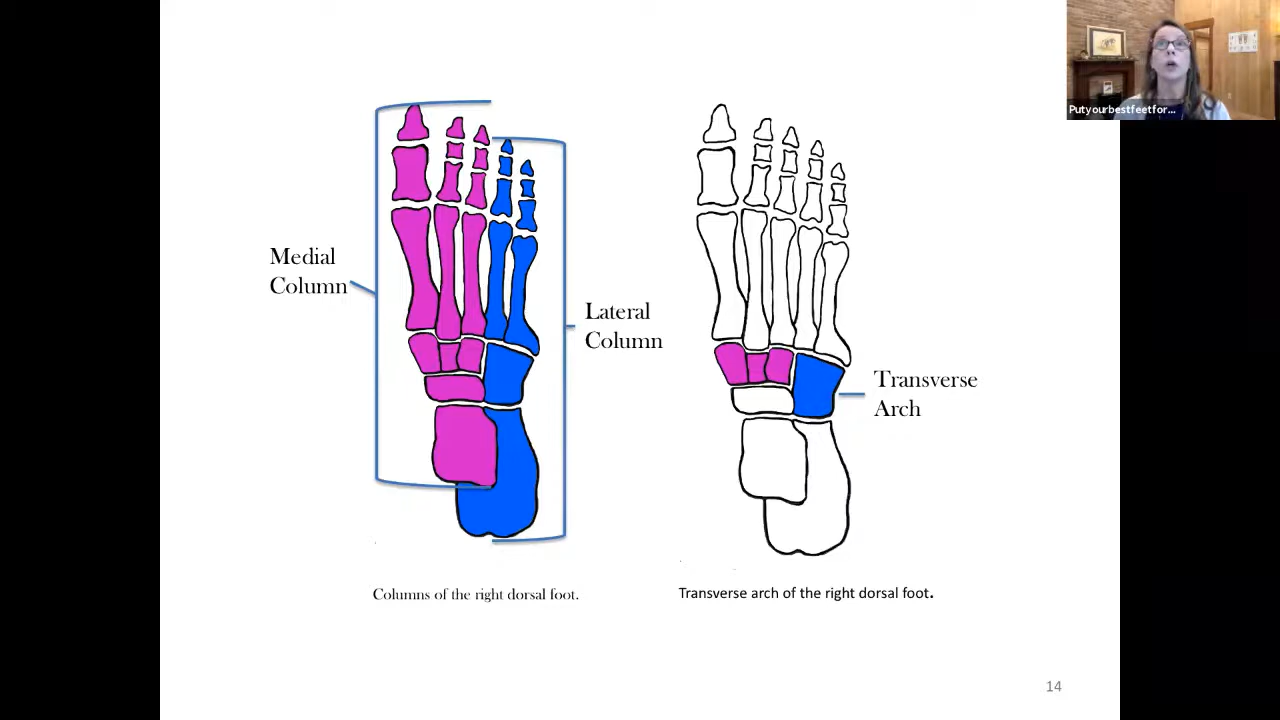 Putyourbestfeetfor...
Medial
Column
Lateral
Column
Transverse
Arch
Columns of the right dorsal foot.
Transverse arch of the right dorsal foot.
14